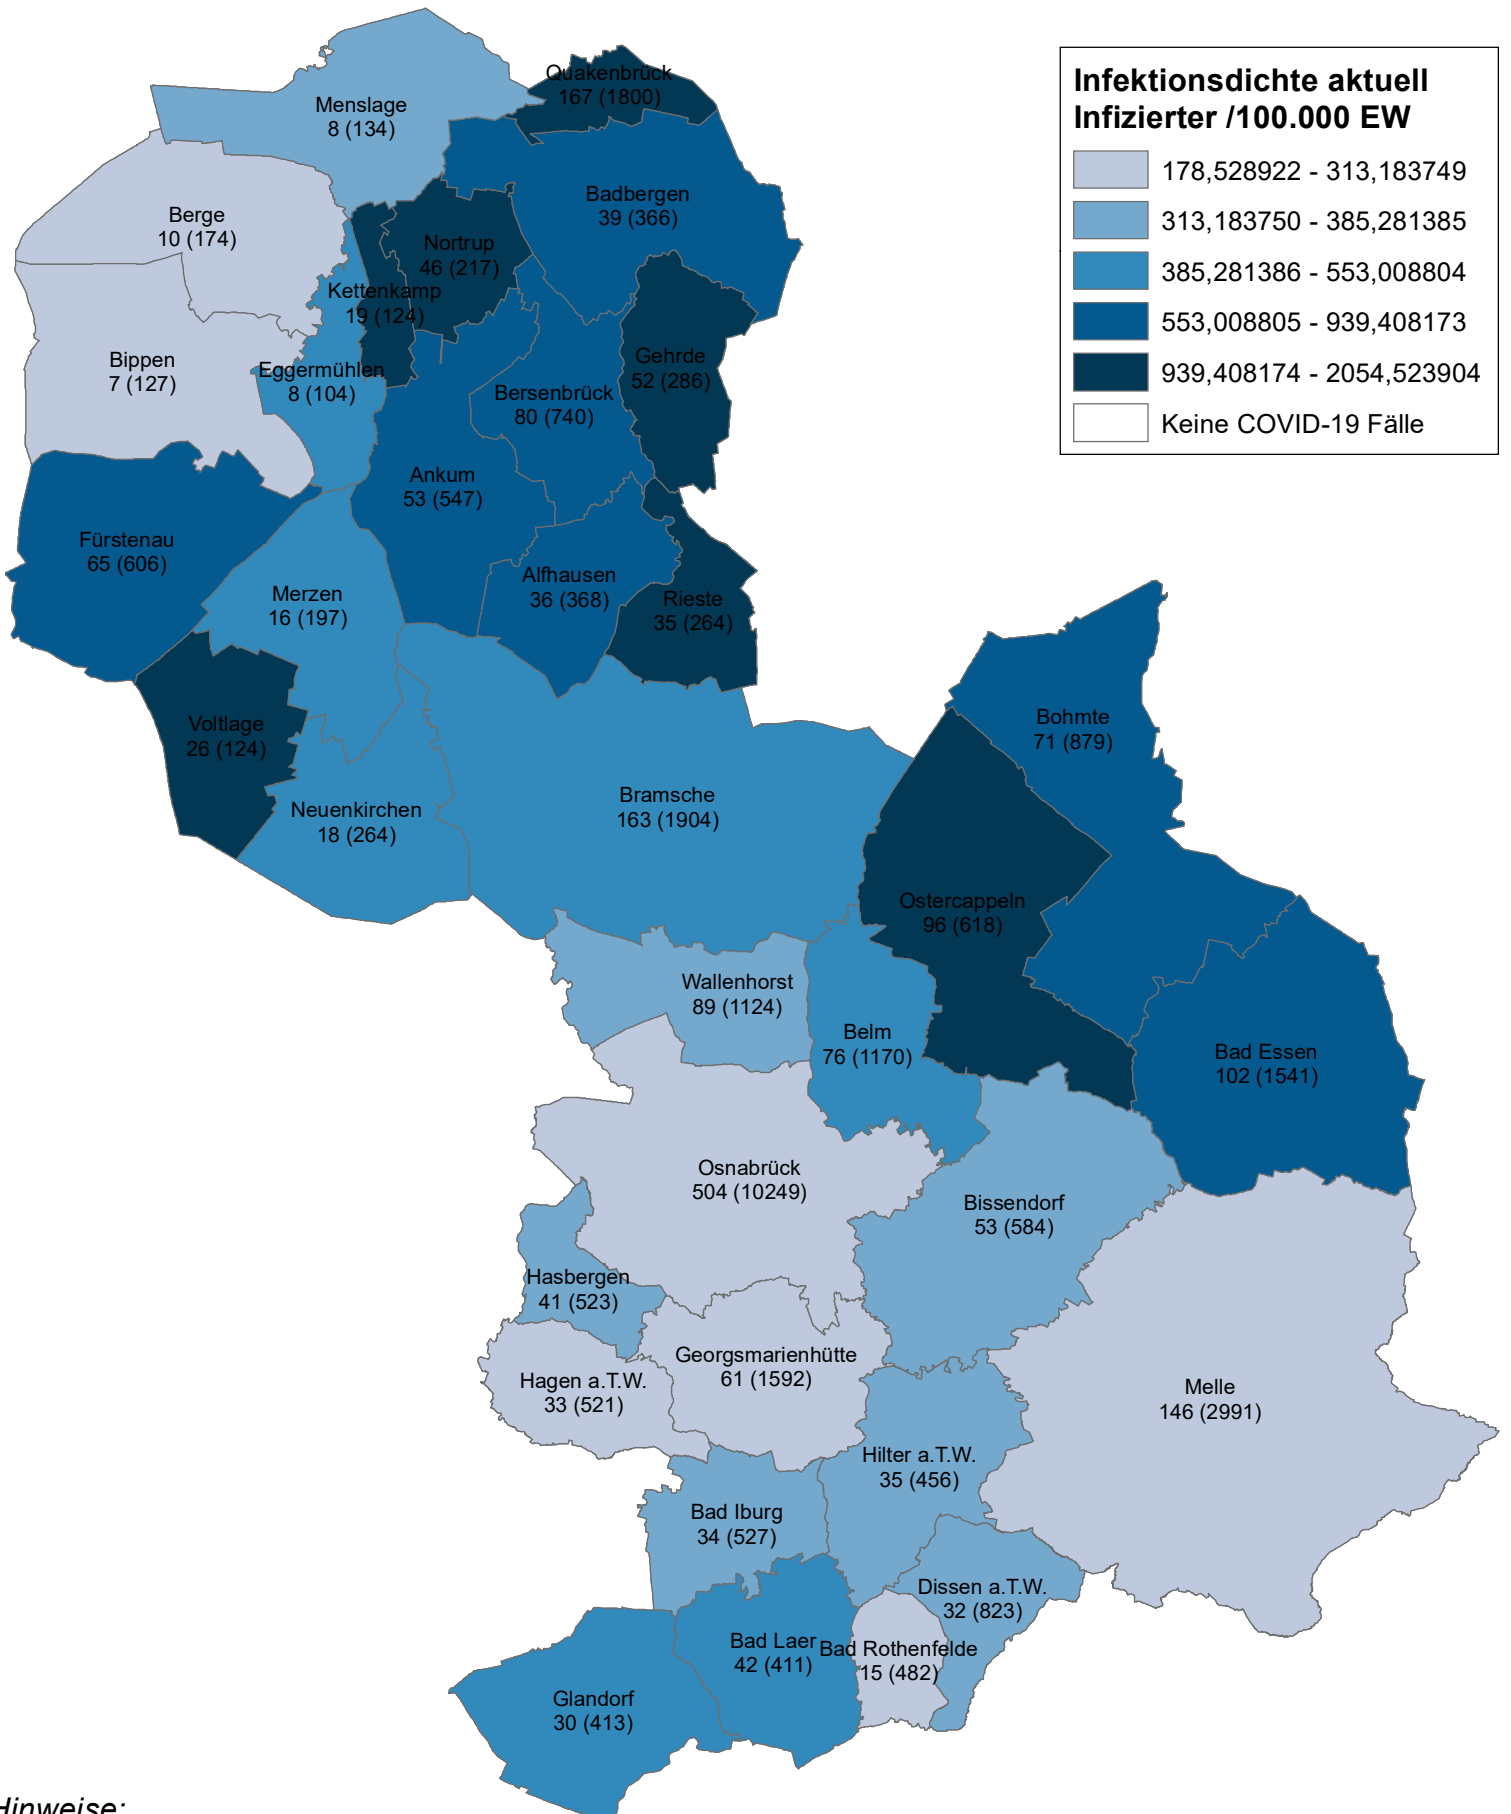 Infektionsdichte aktuell
Infizierter /100.000 EW
178,528922 - 313,183749
313,183750 - 385,281385
385,281386 - 553,008804
553,008805 - 939,408173
939,408174 - 2054,523904
Keine COVID-19 Fälle
Quakenbrück
167 (1800)
Menslage
8 (134)
Badbergen
39 (366)
Berge
10 (174)
Nortrup
46 (217)
Kettenkamp
19 (124)
Bippen
7 (127)
Eggermühlen
8 (104)
Gehrde
52 (286)
Bersenbrück
80 (740)
Ankum
53 (547)
Fürstenau
65 (606)
Alfhausen
36 (368)
Merzen
16 (197)
Rieste
35 (264)
Voltlage
26 (124)
Bohmte
71 (879)
Neuenkirchen
18 (264)
Bramsche
163 (1904)
Ostercappeln
96 (618)
Wallenhorst
89 (1124)
Belm
76 (1170)
Bad Essen
102 (1541)
Osnabrück
504 (10249)
Bissendorf
53 (584)
Hasbergen
41 (523)
Georgsmarienhütte
61 (1592)
Hagen a.T.W.
33 (521)
Melle
146 (2991)
Hilter a.T.W.
35 (456)
Bad Iburg
34 (527)
Dissen a.T.W.
32 (823)
Bad Laer
42 (411)
Bad Rothenfelde
15 (482)
Glandorf
30 (413)
Hinweise: